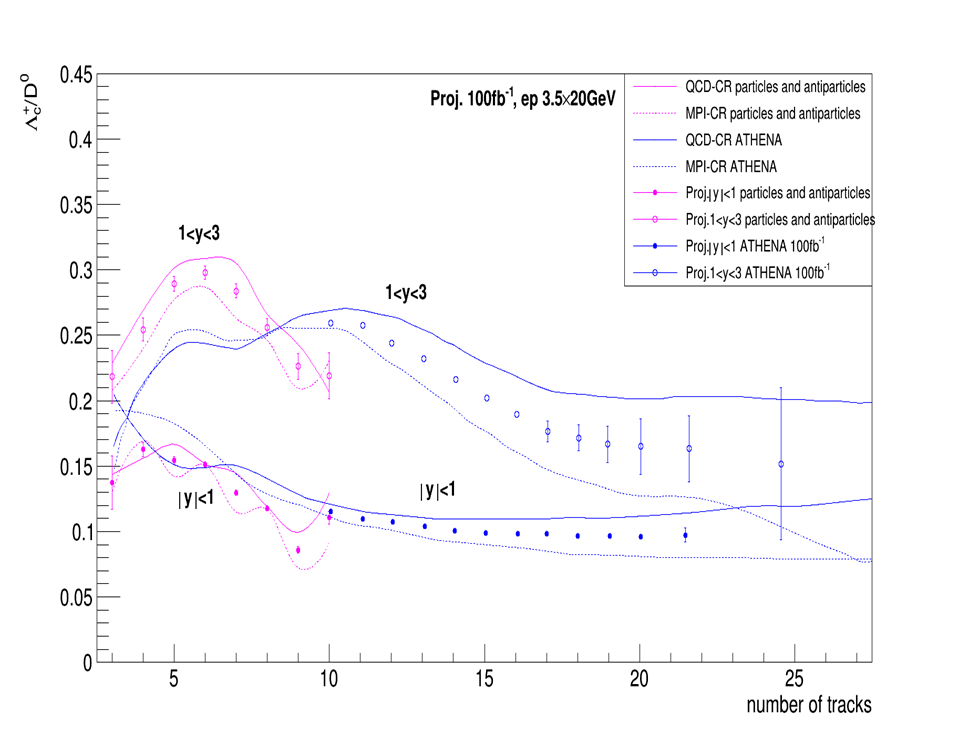 Λc+/D0
0.45
0.4
0.35
0.3
0.25
0.2
0.15
0.1
0.05
0
Proj. 100fb-1, ep 3.5×20GeV
QCD-CR particles and antiparticles
MPI-CR particles and antiparticles
QCD-CR ATHENA
MPI-CR ATHENA
Proj.|y|<1 particles and antiparticles
Proj.1<y<3 particles and antiparticles
Proj.|y|<1 ATHENA 100fb-1
Proj.1<y<3 ATHENA 100fb-1
1<y<3
1<y<3
|y|<1
|y|<1
5 10 15 20 25
number of tracks